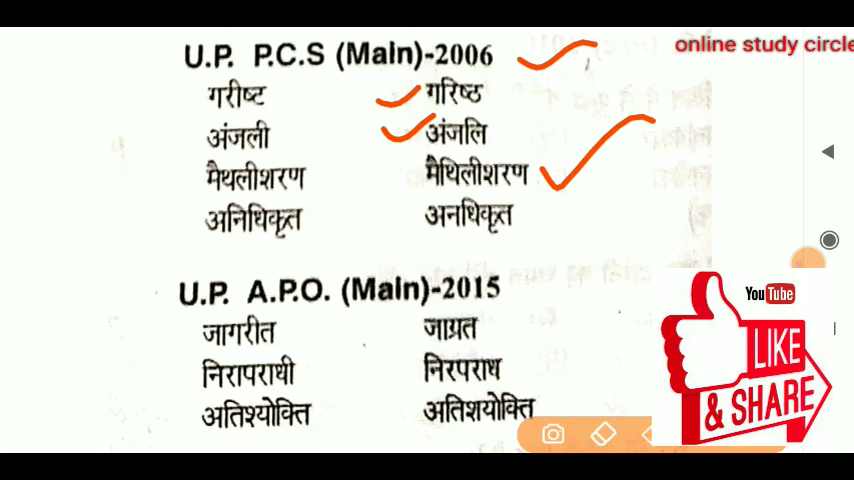 U.P. P.C.S (Main)-2006
online study circle
गरीष्ट गरिष्ठ
अंजली अंजलि
मैथलीशरण मैथिलीशरण
अनिधिकृत अनधिकृत
U.P. A.P.O. (Main)-2015
जागरीत जाग्रत
निरापराधी निरपराध
अतिश्योक्ति अतिशयोक्ति
YouTube
LIKE
& SHARE